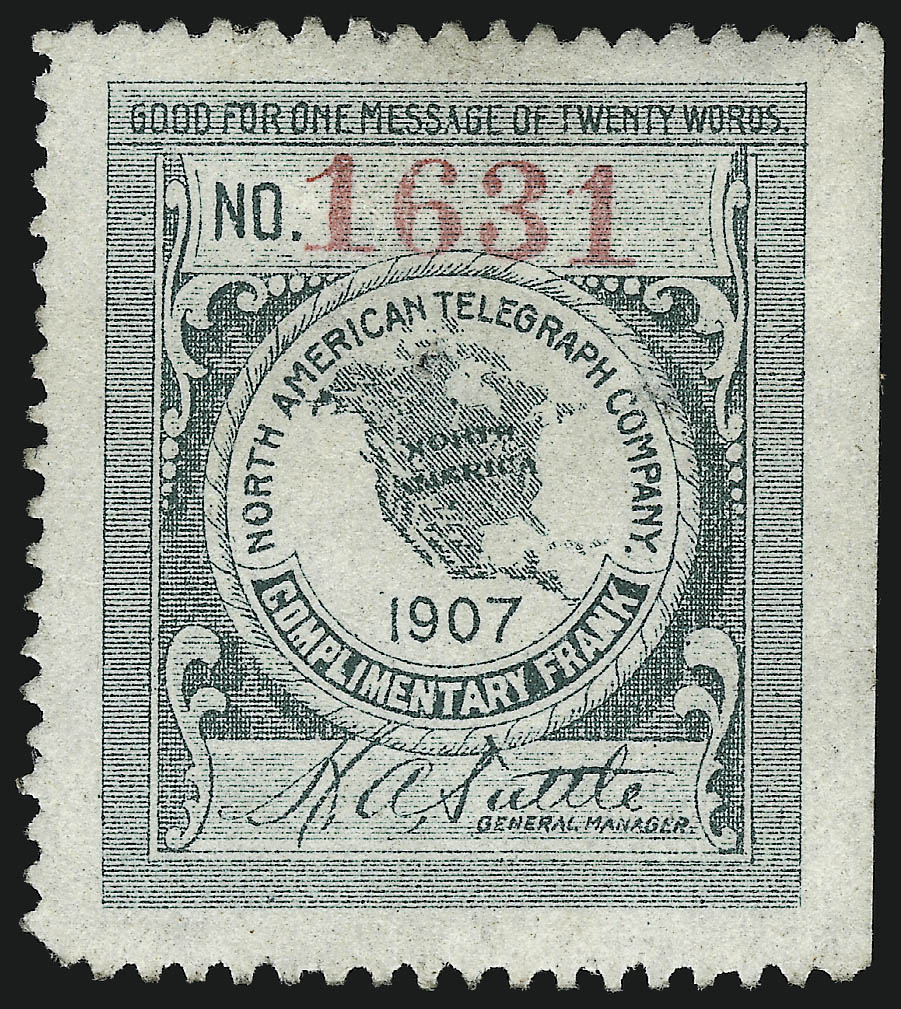 GOOD FOR ONE MESSAGE OF TWENTY WORDS.
NO. 1631
NORTH AMERICAN TELEGRAPH COMPANY.
NORTH
AMERICA
1907
COMPLIMENTARY FRANK
H A Tuttle
GENERAL MANAGER.